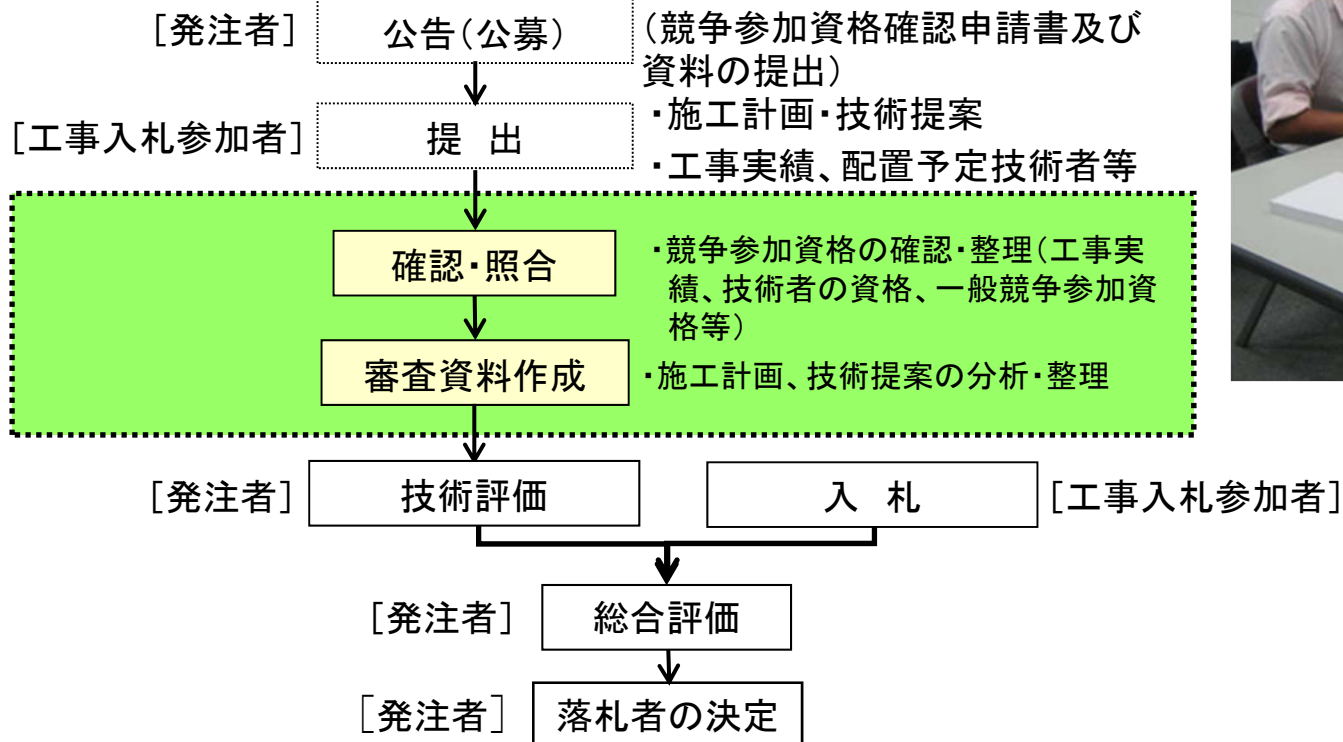 ［発注者］ 公告（公募） （競争参加資格確認申請書及び
資料の提出）
・施工計画・技術提案
［工事入札参加者］ 提 出
・工事実績、配置予定技術者等
確認・照合
・競争参加資格の確認・整理（工事実
績、技術者の資格、一般競争参加資
格等）
審査資料作成 ・施工計画、技術提案の分析・整理
［発注者］ 技術評価 入 札 ［工事入札参加者］
［発注者］ 総合評価
［発注者］ 落札者の決定